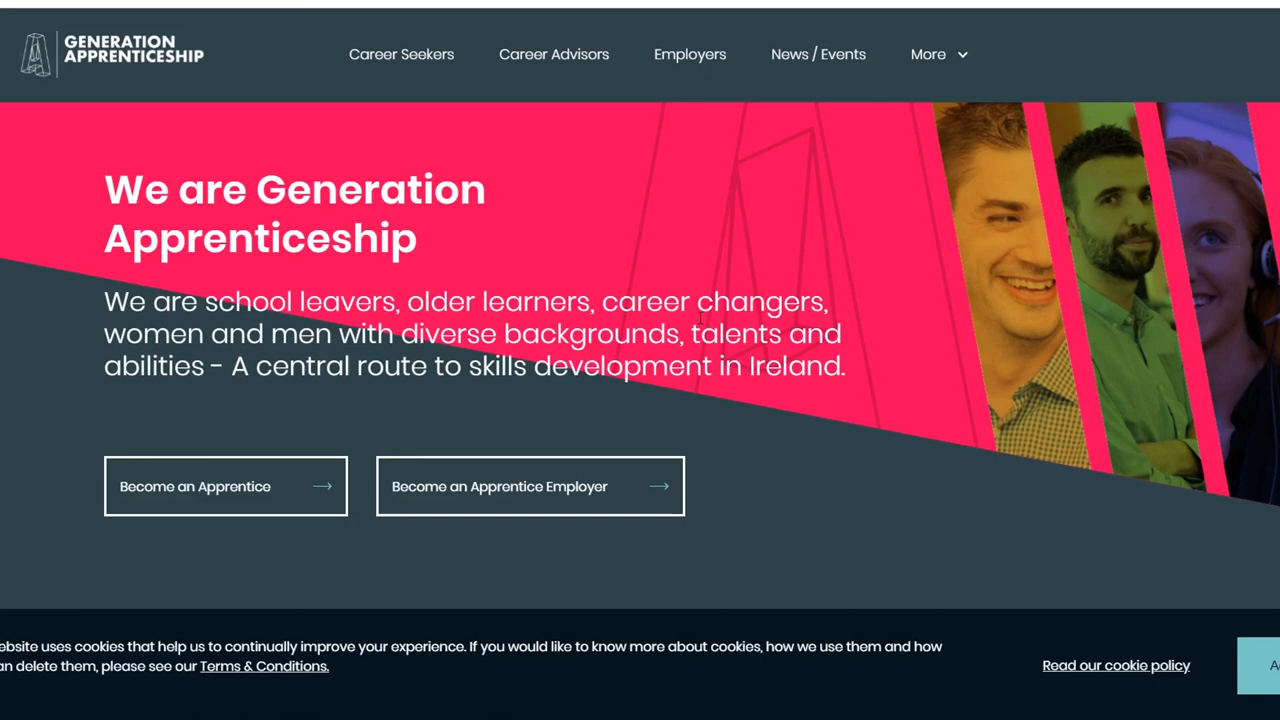 GENERATION
APPRENTICESHIP
Career Seekers
Career Advisors
Employers
News / Events
More
We are Generation
Apprenticeship
We are school leavers, older learners, career changers,
women and men with diverse backgrounds, talents and
abilities - A central route to skills development in Ireland.
Become an Apprentice
Become an Apprentice Employer
ebsite uses cookies that help us to continually improve your experience. If you would like to know more about cookies, how we use them and how
an delete them, please see our Terms & Conditions.
Read our cookie policy